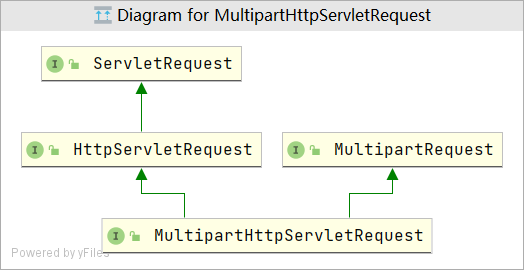 Diagram for MultipartHttpServletRequest
I ServletRequest
I HttpServletRequest
I MultipartRequest
I MultipartHttpServletRequest
Powered by yFiles